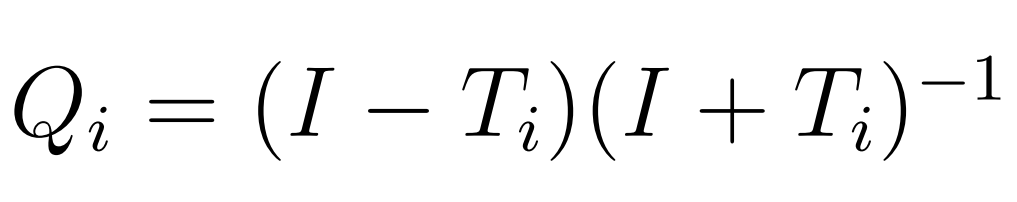 Q_i = (I - T_i)(I + T_i)^{-1}